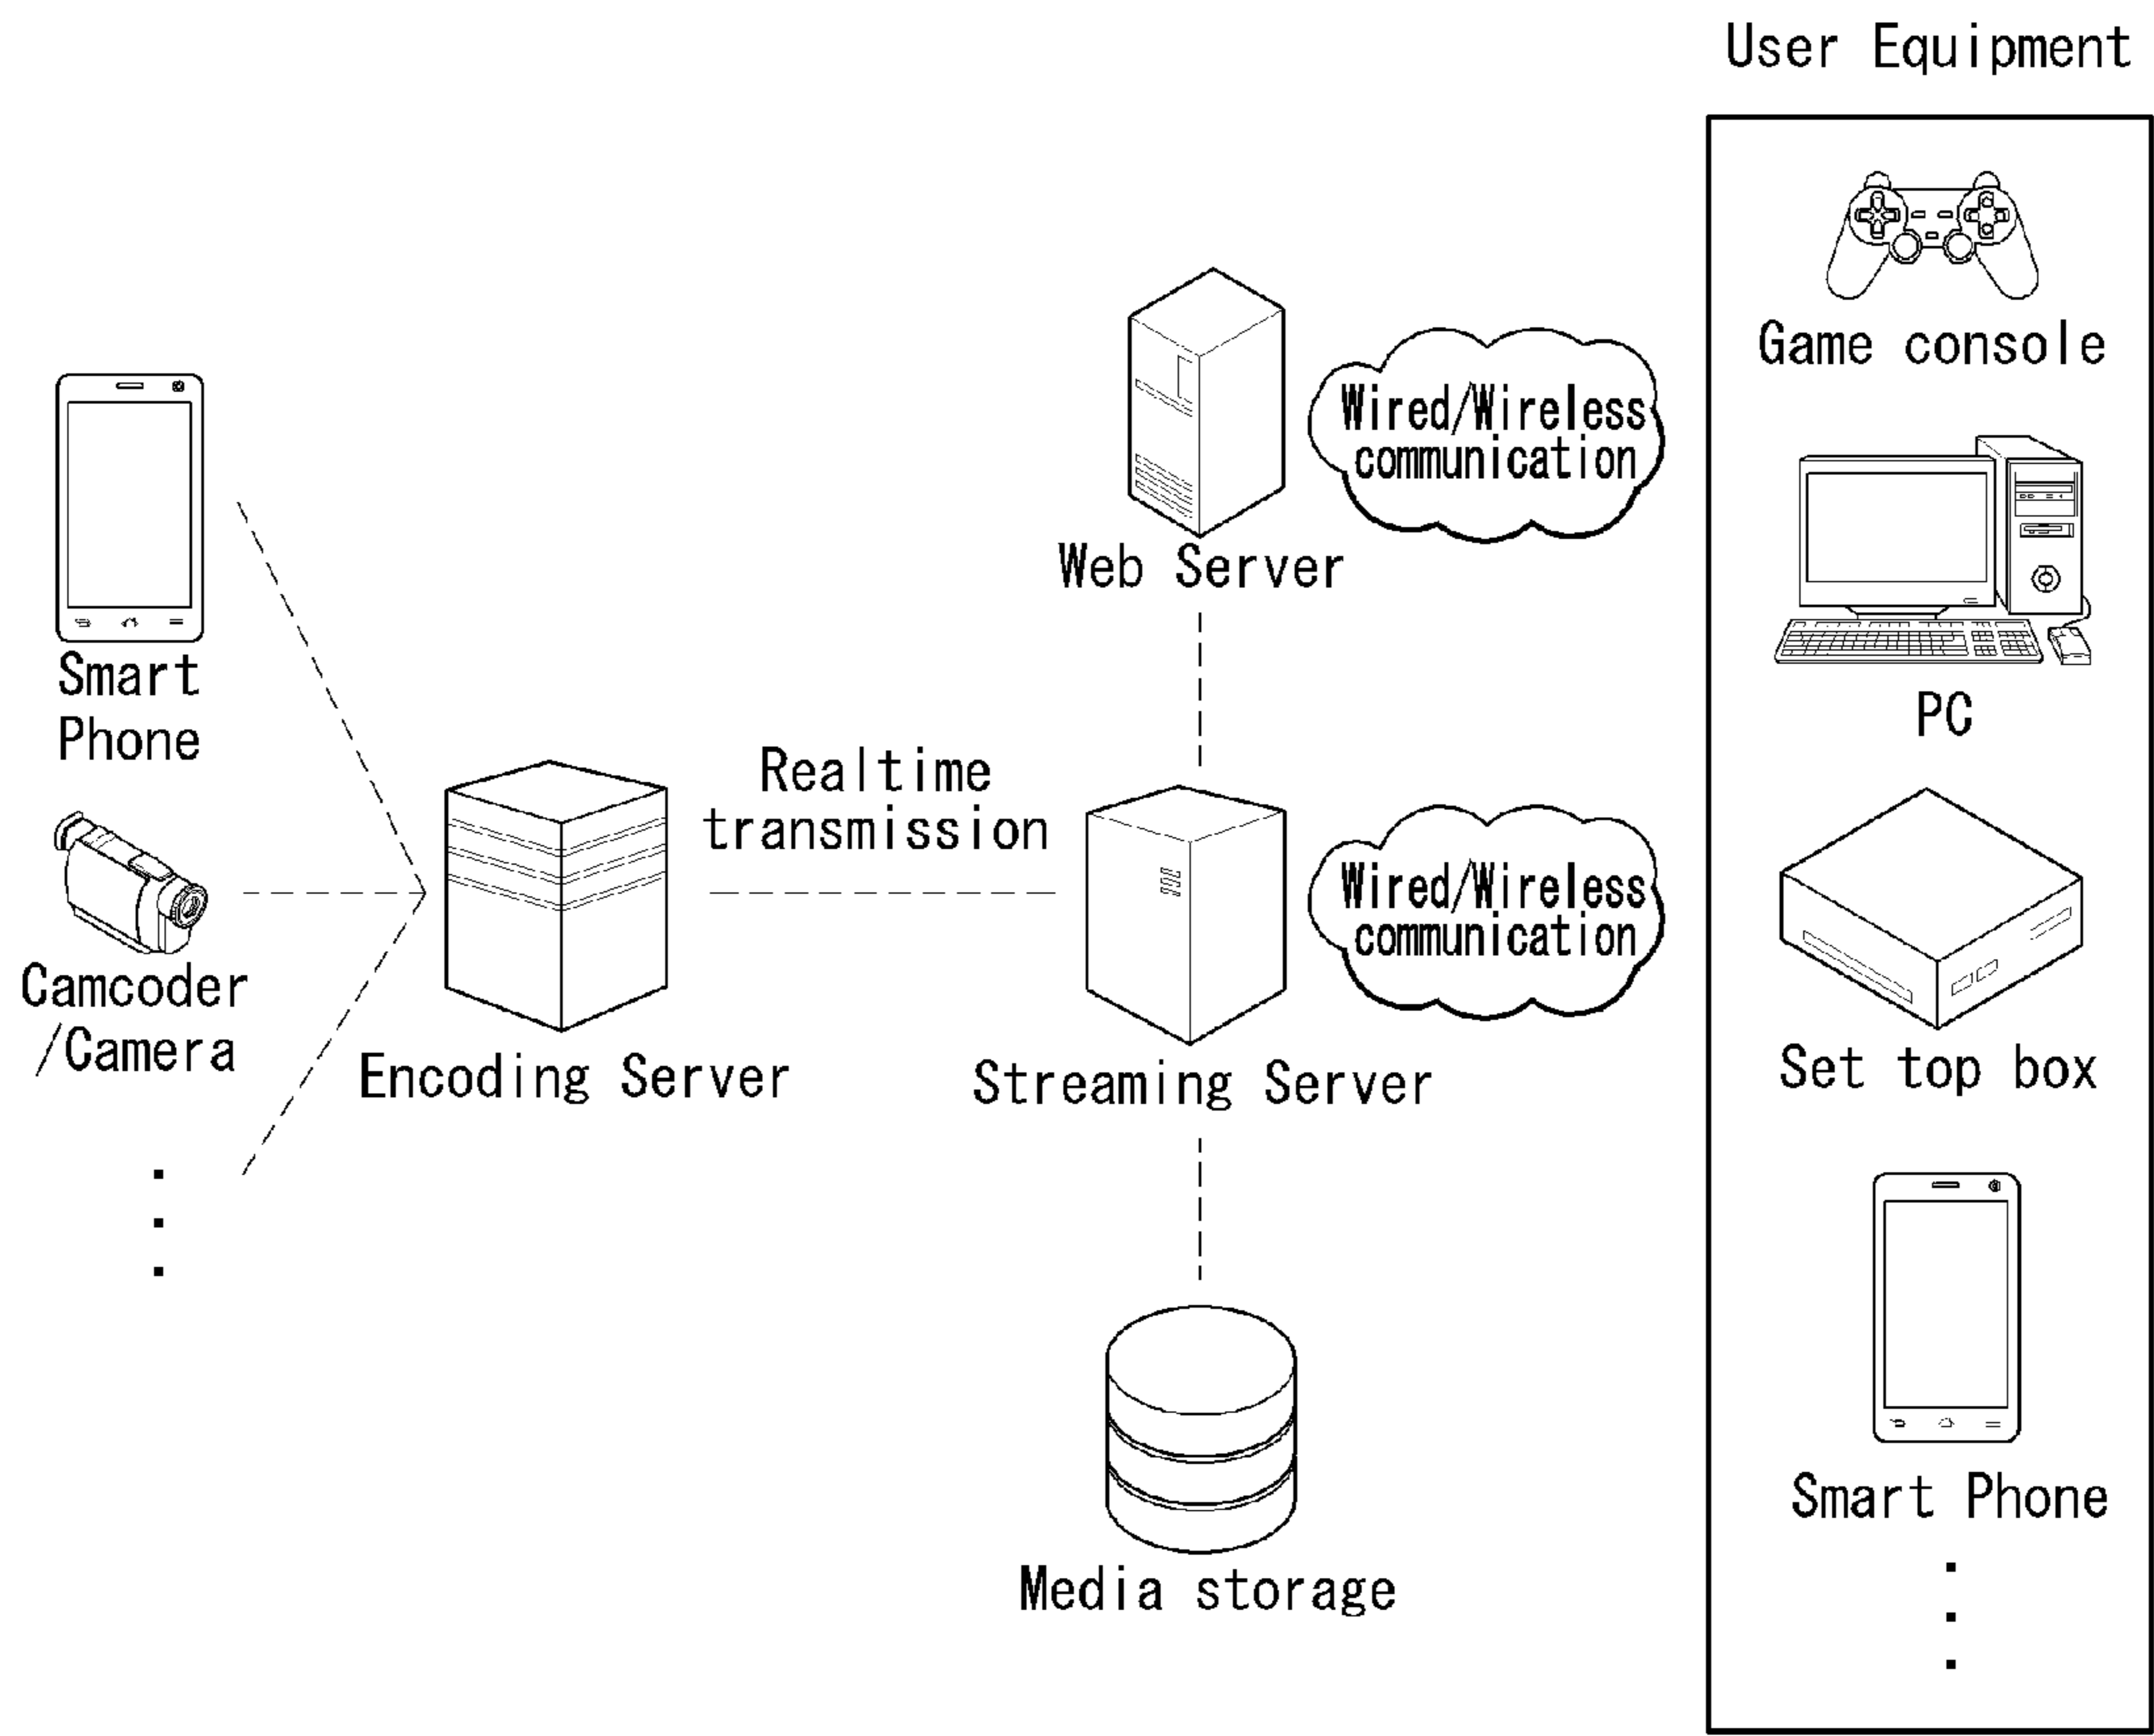 User Equipment
Game console
Wired/Wireless
communication
Web Server
Smart
Phone
PC
Realtime
transmission
Wired/Wireless
communication
Camcoder
/Camera
Encoding Server
Streaming Server
Set top box
Smart Phone
Media storage